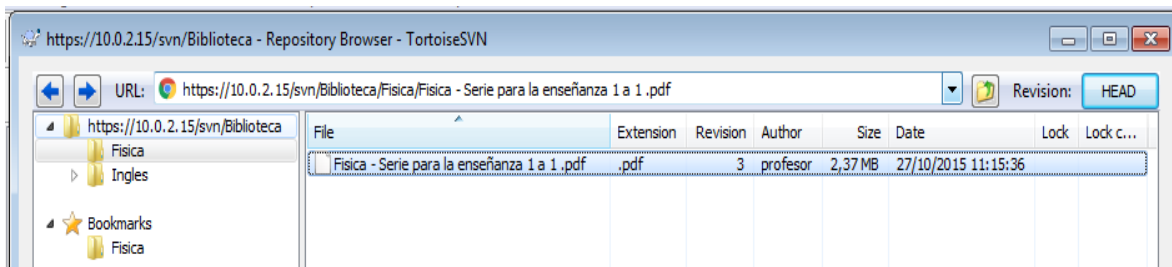 https://10.0.2.15/svn/Biblioteca - Repository Browser - TortoiseSVN
URL: https://10.0.2.15/svn/Biblioteca/Fisica/Fisica - Serie para la enseñanza 1 a 1 .pdf Revision: HEAD
https://10.0.2.15/svn/Biblioteca
Fisica
Ingles
Bookmarks
Fisica
File Extension Revision Author Size Date Lock Lock c...
Fisica - Serie para la enseñanza 1 a 1 .pdf .pdf 3 profesor 2,37 MB 27/10/2015 11:15:36